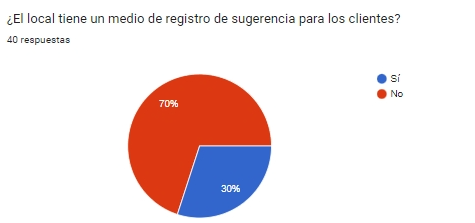 ¿El local tiene un medio de registro de sugerencia para los clientes?
40 respuestas
Sí
No
70%
30%